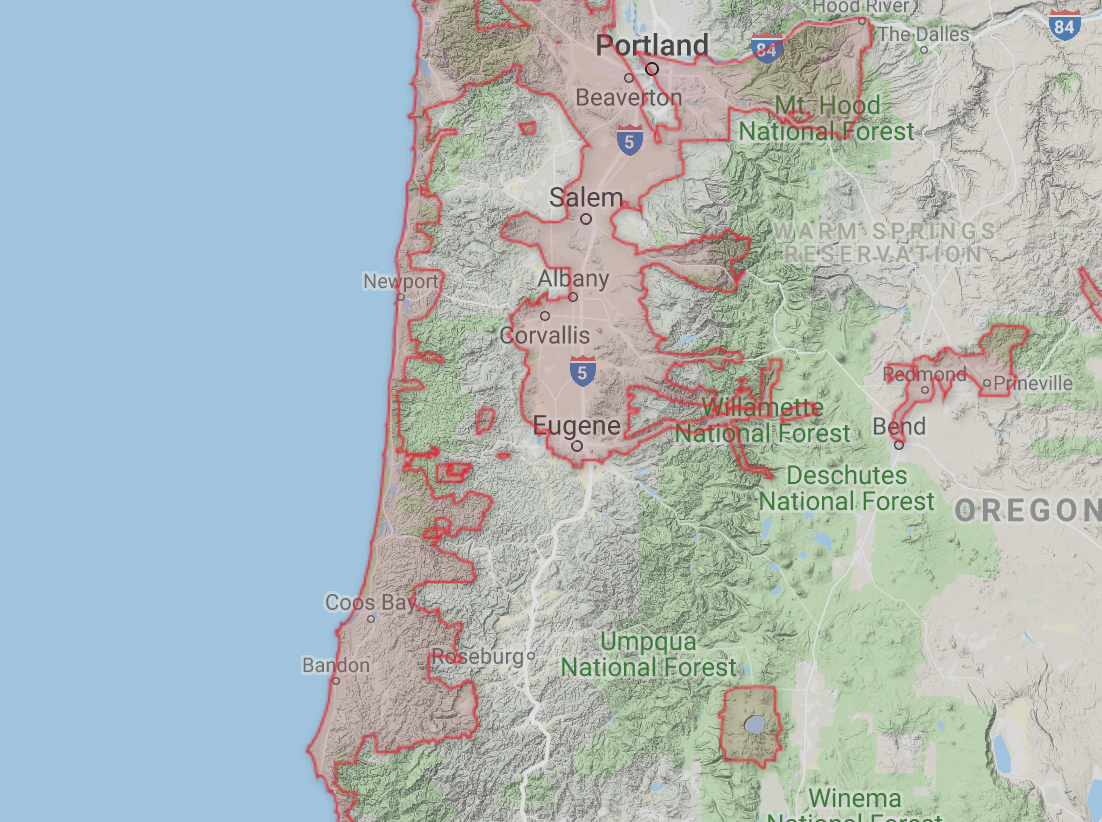 Hood River
84
Portland
84
The Dalles
Beaverton
Mt. Hood
National Forest
5
Salem
WARM SPRINGS
RESERVATION
Newport
Albany
Corvallis
5
Redmond
Prineville
Willamette
National Forest
Eugene
Bend
Deschutes
National Forest
OREGON
Coos Bay
Umpqua
National Forest
Roseburg
Bandon
Winema
National Forest